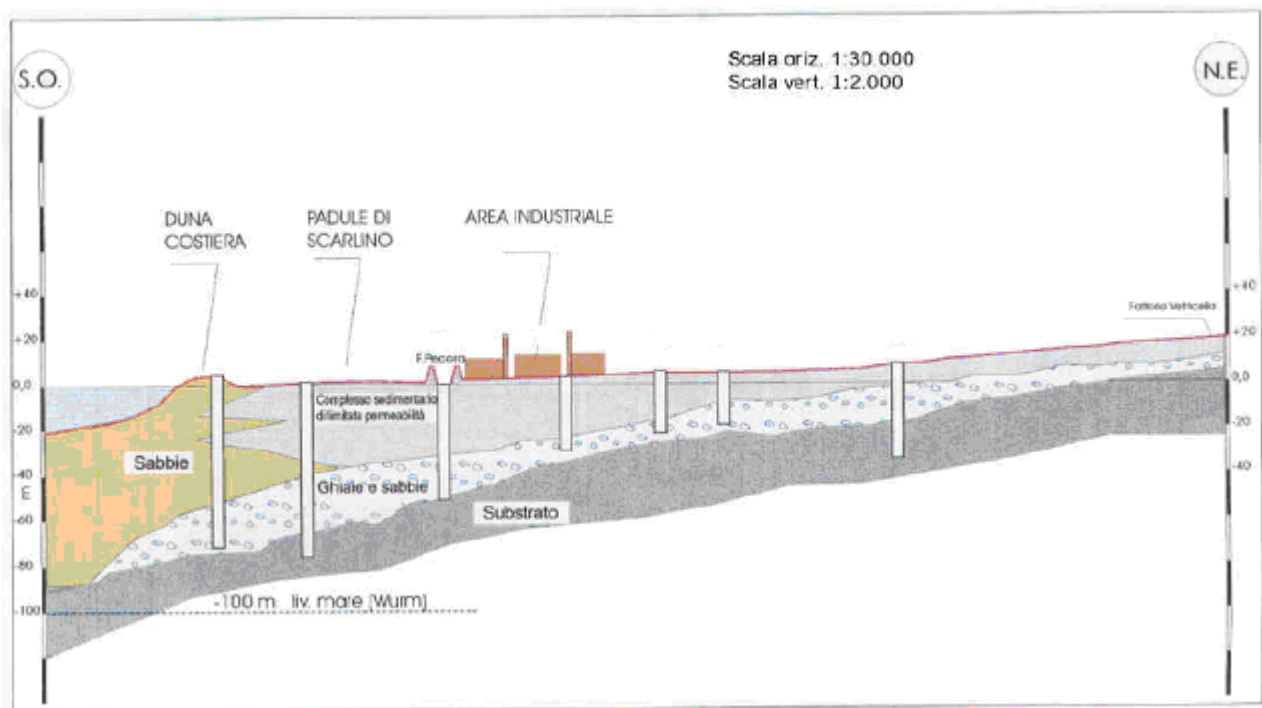 S.O.
Scala oriz. 1:30.000
Scala vert. 1:2.000
N.E.
DUNA
COSTIERA
PADULE DI
SCARLINO
AREA INDUSTRIALE
+40
+20
0,0
-20
-40
m
-60
-80
-100
F.Pecora
Fattoria Vetricella
+40
+20
0,0
-20
-40
Complesso sedimentario
di limitata permeabilità
Sabbie
Ghiaie e sabbie
Substrato
-100 m liv. mare (Wurm)